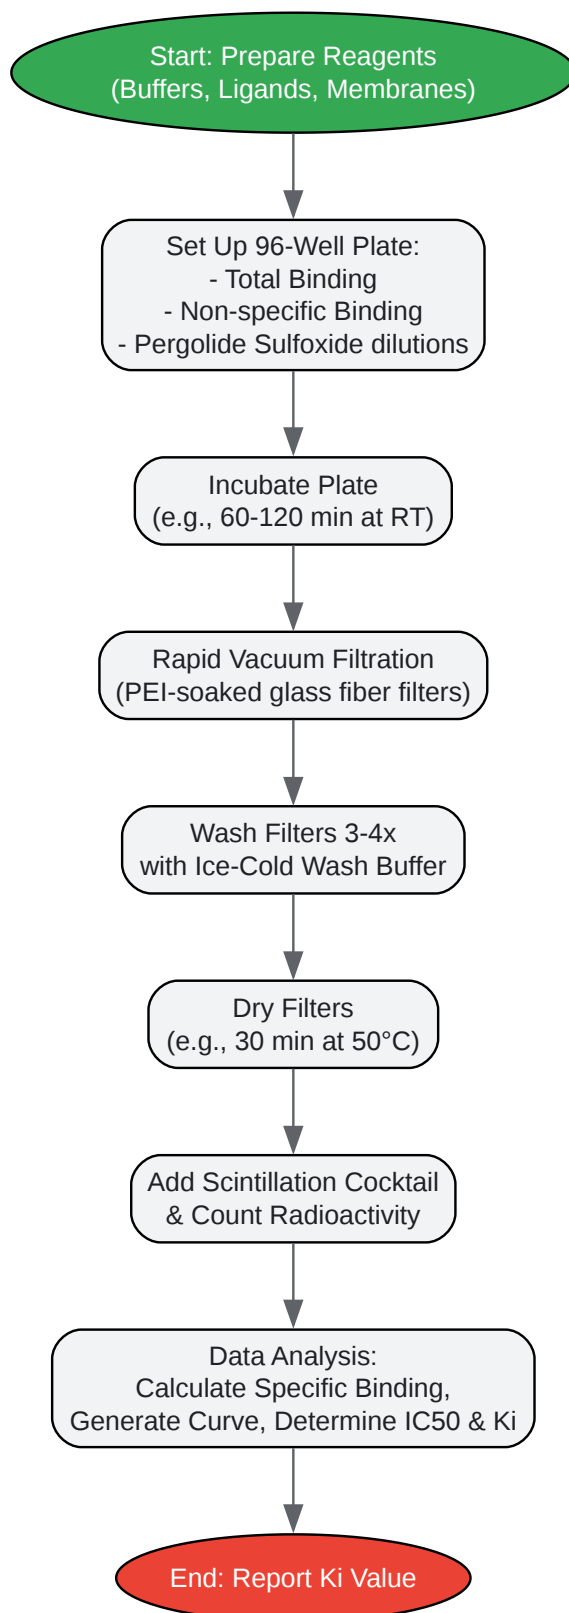 Start: Prepare Reagents
(Buffers, Ligands, Membranes)
Set Up 96-Well Plate:
- Total Binding
- Non-specific Binding
- Pergolide Sulfoxide dilutions
Incubate Plate
(e.g., 60-120 min at RT)
Rapid Vacuum Filtration
(PEI-soaked glass fiber filters)
Wash Filters 3-4x
with Ice-Cold Wash Buffer
Dry Filters
(e.g., 30 min at 50°C)
Add Scintillation Cocktail
& Count Radioactivity
Data Analysis:
Calculate Specific Binding,
Generate Curve, Determine IC50 & Ki
End: Report Ki Value